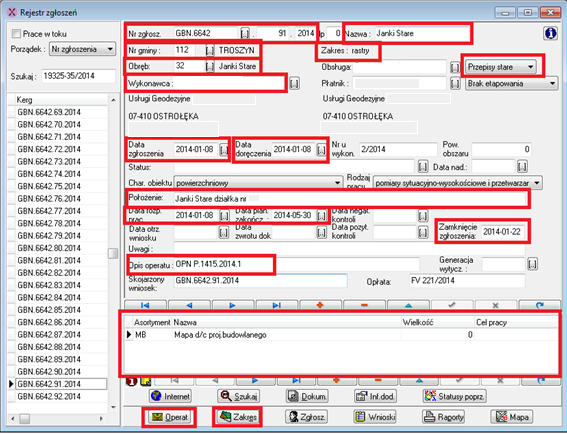 Rejestr zgłoszeń
Prace w toku
Porządek : Nr zgłoszenia
Szukaj : 19325-35/2014
Kerg
GBN.6642.69.2014
GBN.6642.70.2014
GBN.6642.71.2014
GBN.6642.72.2014
GBN.6642.73.2014
GBN.6642.74.2014
GBN.6642.75.2014
GBN.6642.76.2014
GBN.6642.77.2014
GBN.6642.78.2014
GBN.6642.79.2014
GBN.6642.80.2014
GBN.6642.81.2014
GBN.6642.82.2014
GBN.6642.83.2014
GBN.6642.84.2014
GBN.6642.85.2014
GBN.6642.86.2014
GBN.6642.87.2014
GBN.6642.88.2014
GBN.6642.89.2014
GBN.6642.90.2014
GBN.6642.91.2014
GBN.6642.92.2014
Nr zgłosz. GBN.6642 . 91 . 2014 lp 0 Nazwa : Janki Stare
Nr gminy : 112 TROSZYN Zakres : rastry
Obręb: 32 Janki Stare Obsługa: Przepisy stare
Wykonawca : Płatnik : Brak etapowania
Usługi Geodezyjne Usługi Geodezyjne
07-410 OSTROŁĘKA 07-410 OSTROŁĘKA
Data zgłoszenia 2014-01-08 Data doręczenia 2014-01-08 Nr u wykon. 2/2014 Pow. obszaru 0
Status: Data nad.:
Char. obiektu powierzchniowy Rodzaj pracy pomiary sytuacyjno-wysokościowe i przetwarzar
Położenie: Janki Stare działka nr
Data rozp. prac 2014-01-08 Data plan. zakończ.: 2014-05-30 Data negat. kontroli
Data otrz. wniosku Data zwrotu dok. Data pozyt. kontroli Zamknięcie zgłoszenia: 2014-01-22
Uwagi :
Opis operatu : OPN P.1415.2014.1 Generacja wytycz. :
Skojarzony wniosek: GBN.6642.91.2014 Opłata: FV 221/2014
Asortyment Nazwa Wielkość Cel pracy
MB Mapa d/c proj.budowlanego 0
Internet Szukaj Dokum. Inf.dod. Statusy poprz.
Operat Zakres Zgłosz. Wnioski Raporty Mapa